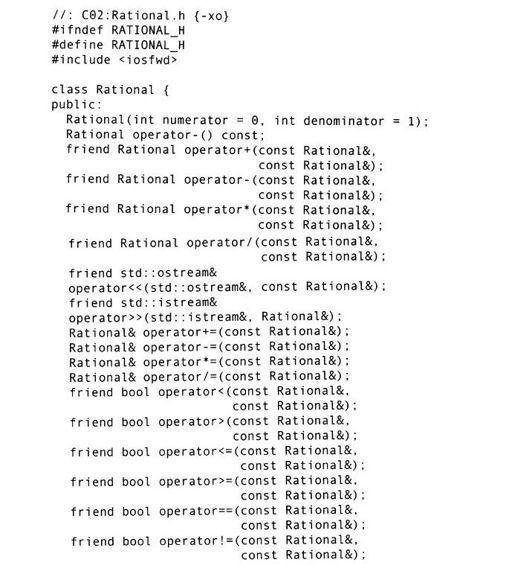 //: C02:Rational.h {-xo}
#ifndef RATIONAL_H
#define RATIONAL_H
#include <iosfwd>

class Rational {
public:
  Rational(int numerator = 0, int denominator = 1);
  Rational operator-() const;
  friend Rational operator+(const Rational&,
                            const Rational&);
  friend Rational operator-(const Rational&,
                            const Rational&);
  friend Rational operator*(const Rational&,
                            const Rational&);
  friend Rational operator/(const Rational&,
                            const Rational&);
  friend std::ostream&
  operator<<(std::ostream&, const Rational&);
  friend std::istream&
  operator>>(std::istream&, Rational&);
  Rational& operator+=(const Rational&);
  Rational& operator-=(const Rational&);
  Rational& operator*=(const Rational&);
  Rational& operator/=(const Rational&);
  friend bool operator<(const Rational&,
                        const Rational&);
  friend bool operator>(const Rational&,
                        const Rational&);
  friend bool operator<=(const Rational&,
                         const Rational&);
  friend bool operator>=(const Rational&,
                         const Rational&);
  friend bool operator==(const Rational&,
                         const Rational&);
  friend bool operator!=(const Rational&,
                         const Rational&);